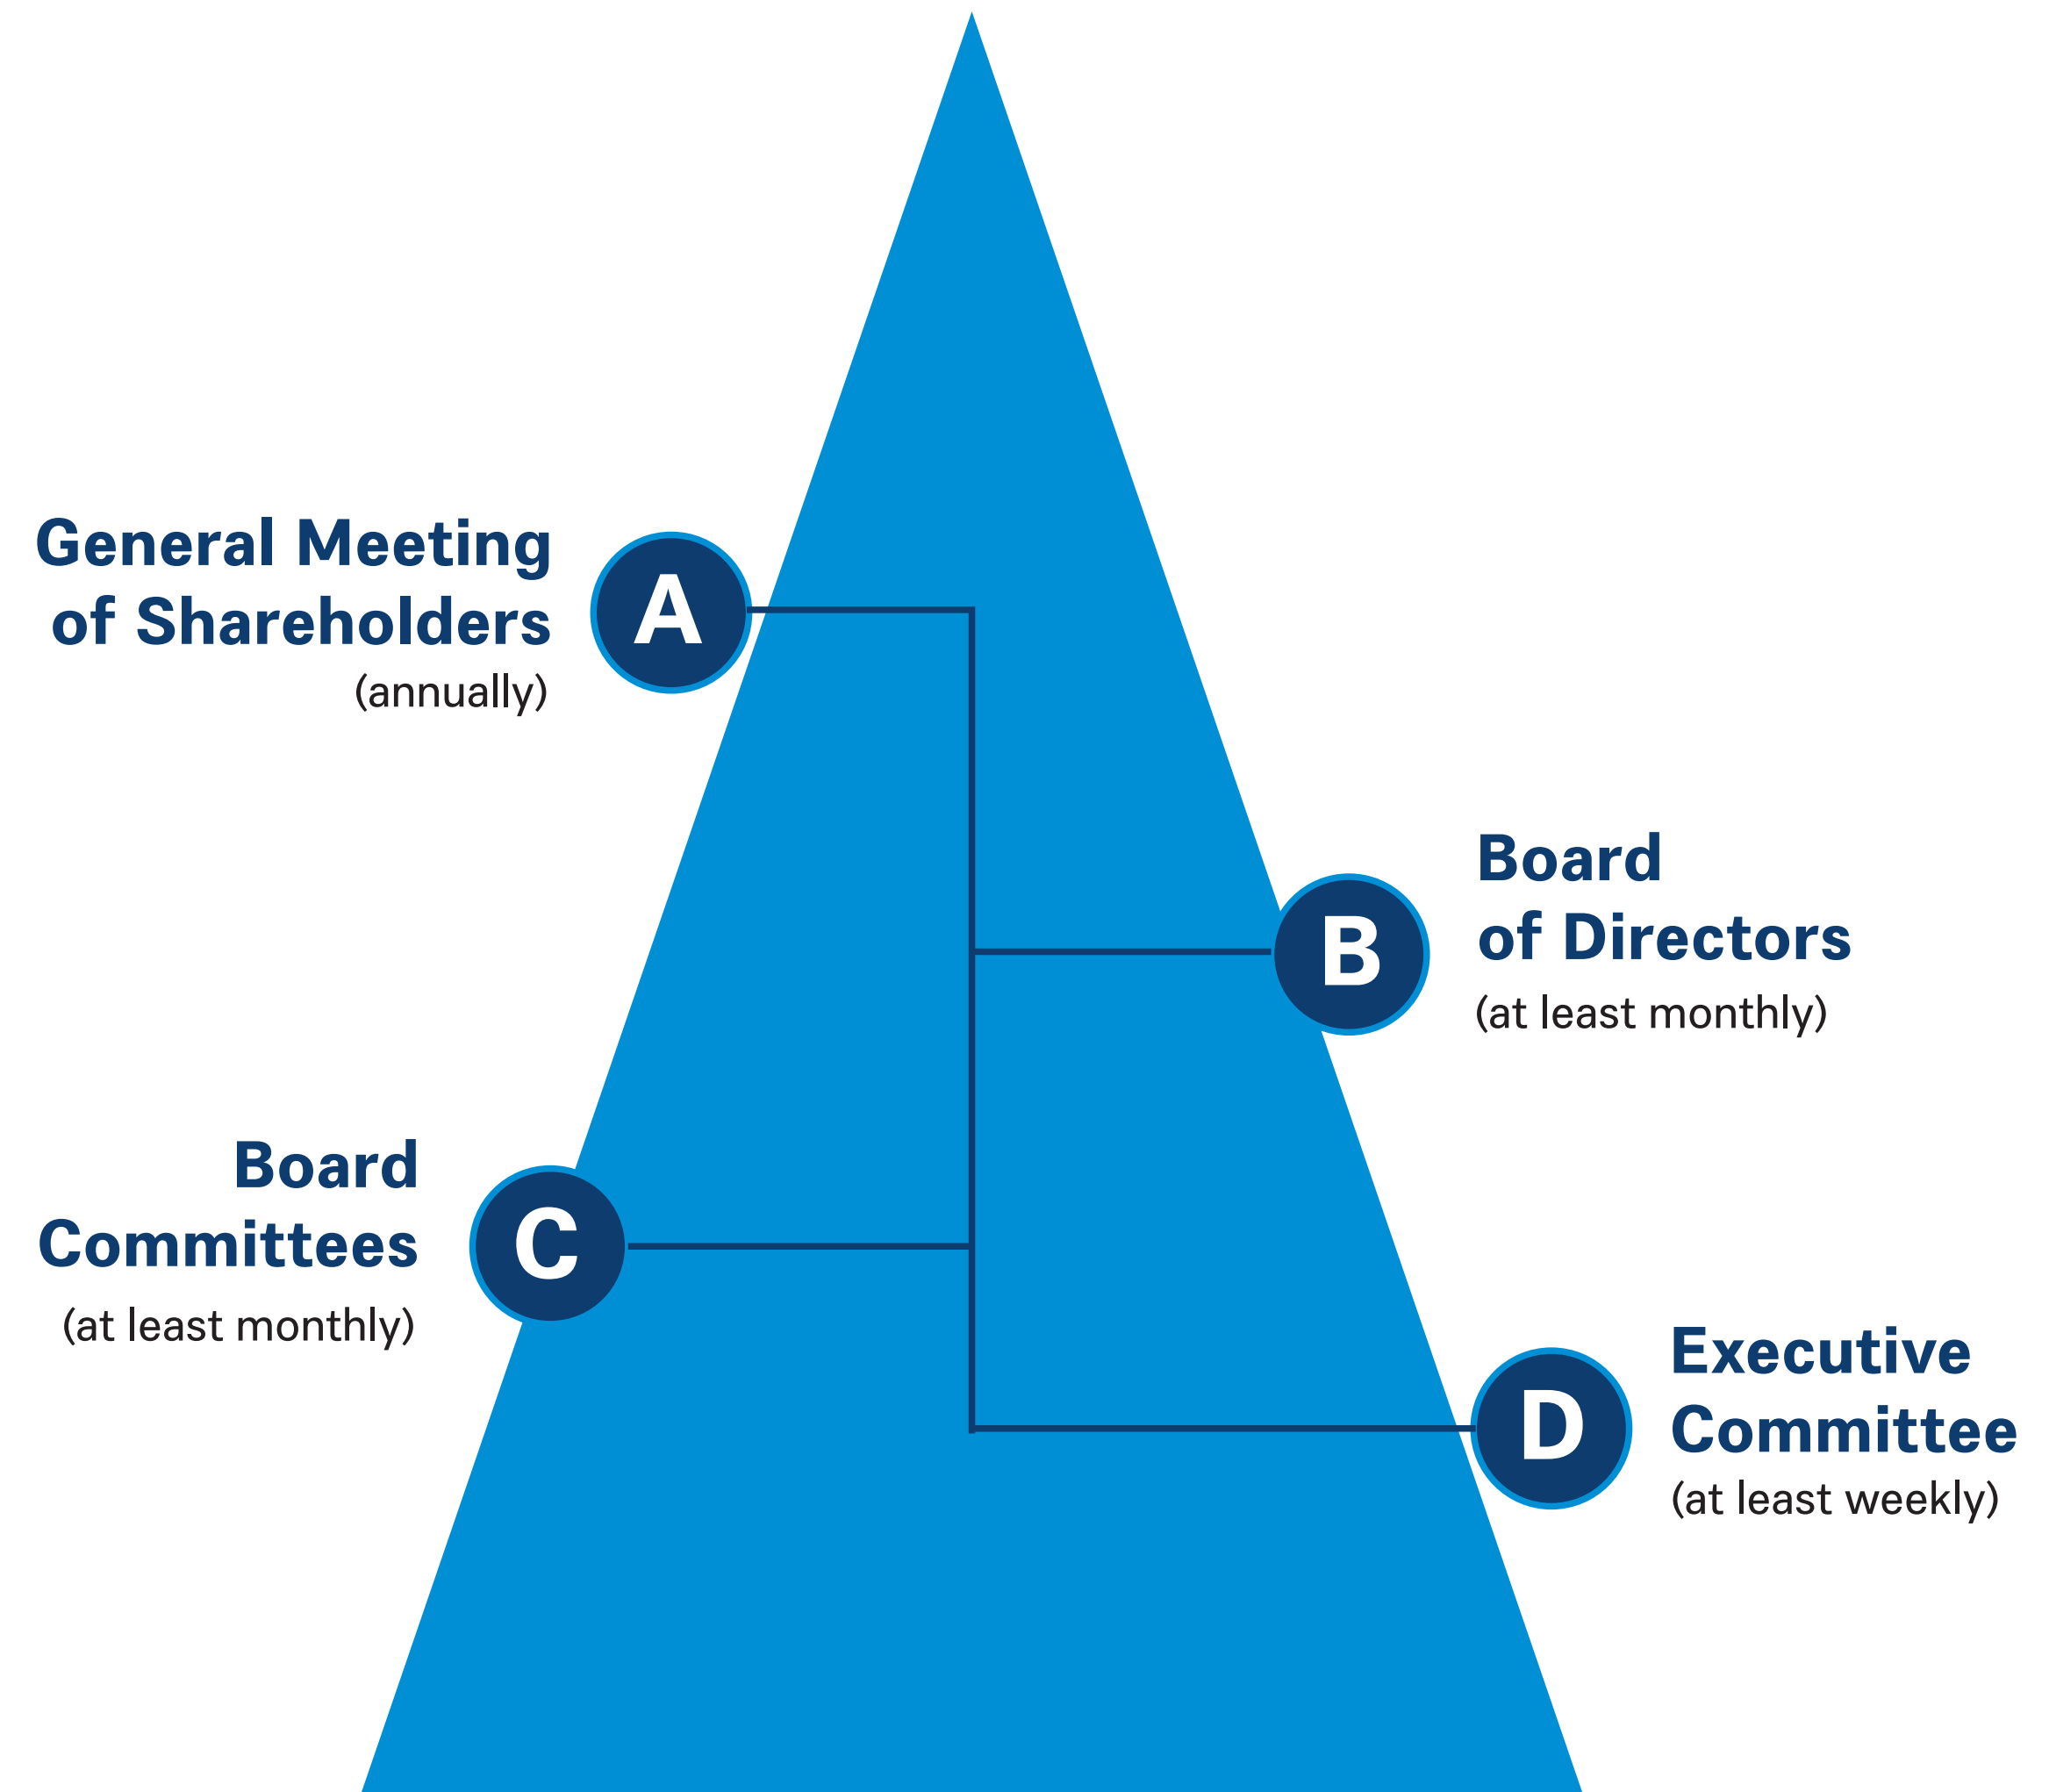 General Meeting
of Shareholders
(annually)
A
B
Board
of Directors
(at least monthly)
Board
Committees
(at least monthly)
C
D
Executive
Committee
(at least weekly)